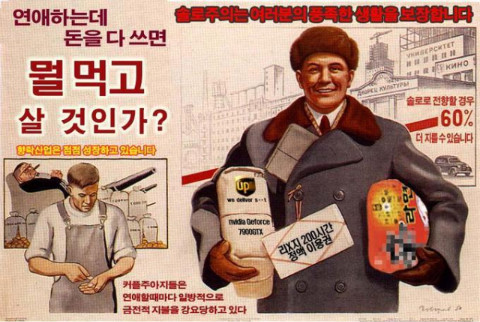 연애하는데
돈을 다 쓰면
뭘 먹고
살 것인가?
향락산업은 점점 성장하고 있습니다
커플주아지들은
연애할때마다 일방적으로
금전적 지불을 강요당하고 있다
솔로주의는 여러분의 풍족한 생활을 보장합니다
УНИВЕРСИТЕТ
КИНО
ДВОРЕЦ КУЛЬТУРЫ
솔로로 전향할 경우
60%
더 지를 수 있습니다
ups
we deliver s--t
nvidia Geforce
7900GTX
리X지 200시간
정액 이용권